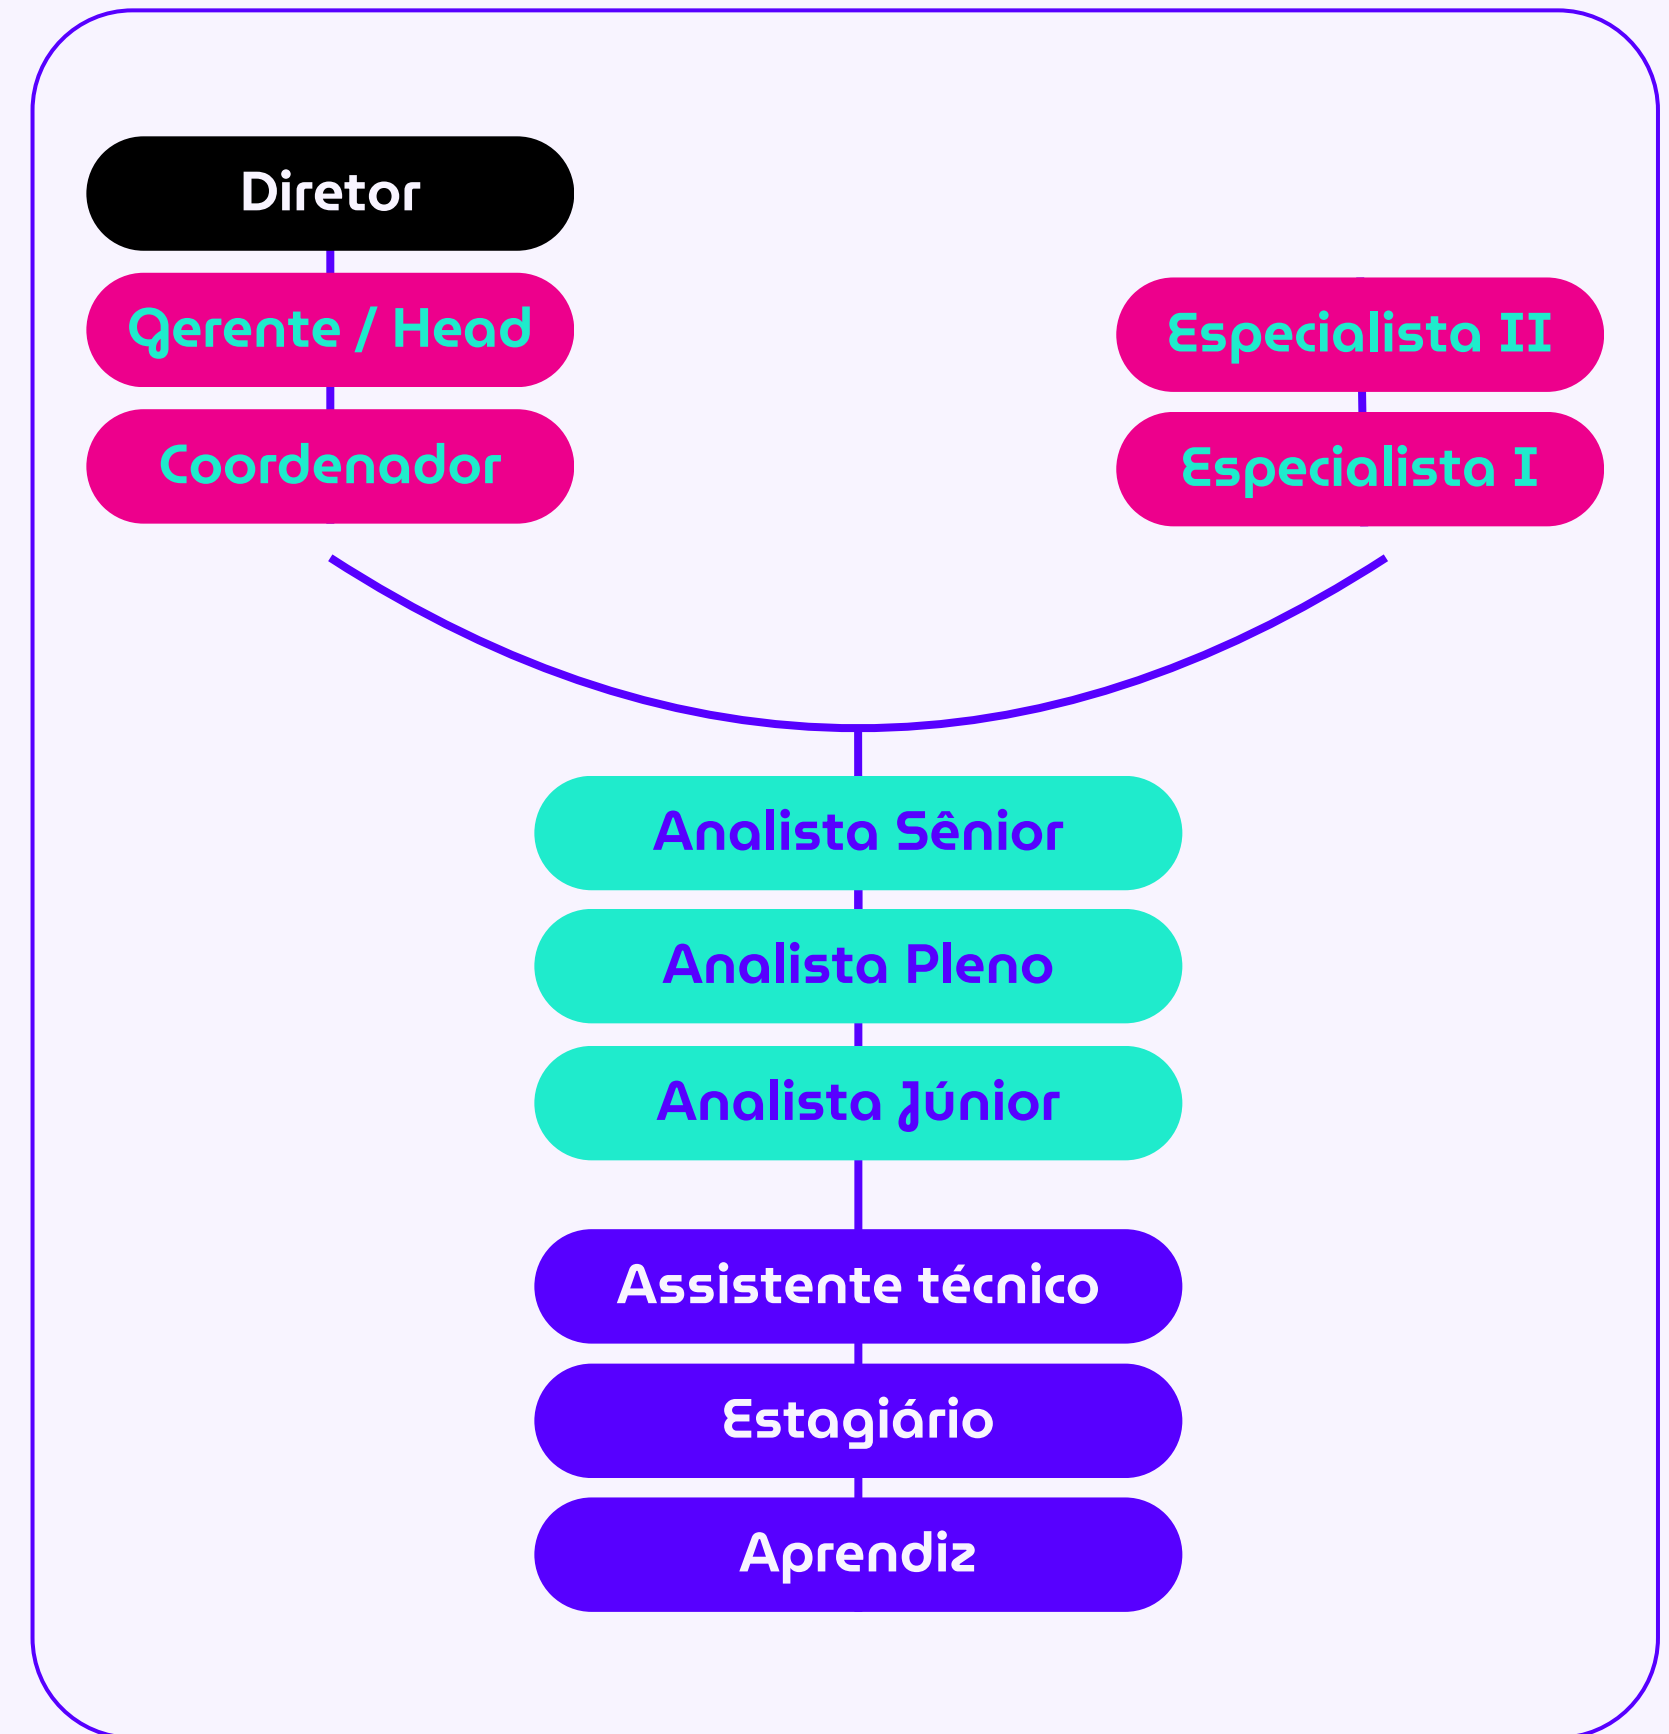 Diretor
Gerente / Head
Coordenador
Especialista II
Especialista I
Analista Sênior
Analista Pleno
Analista Júnior
Assistente técnico
Estagiário
Aprendiz